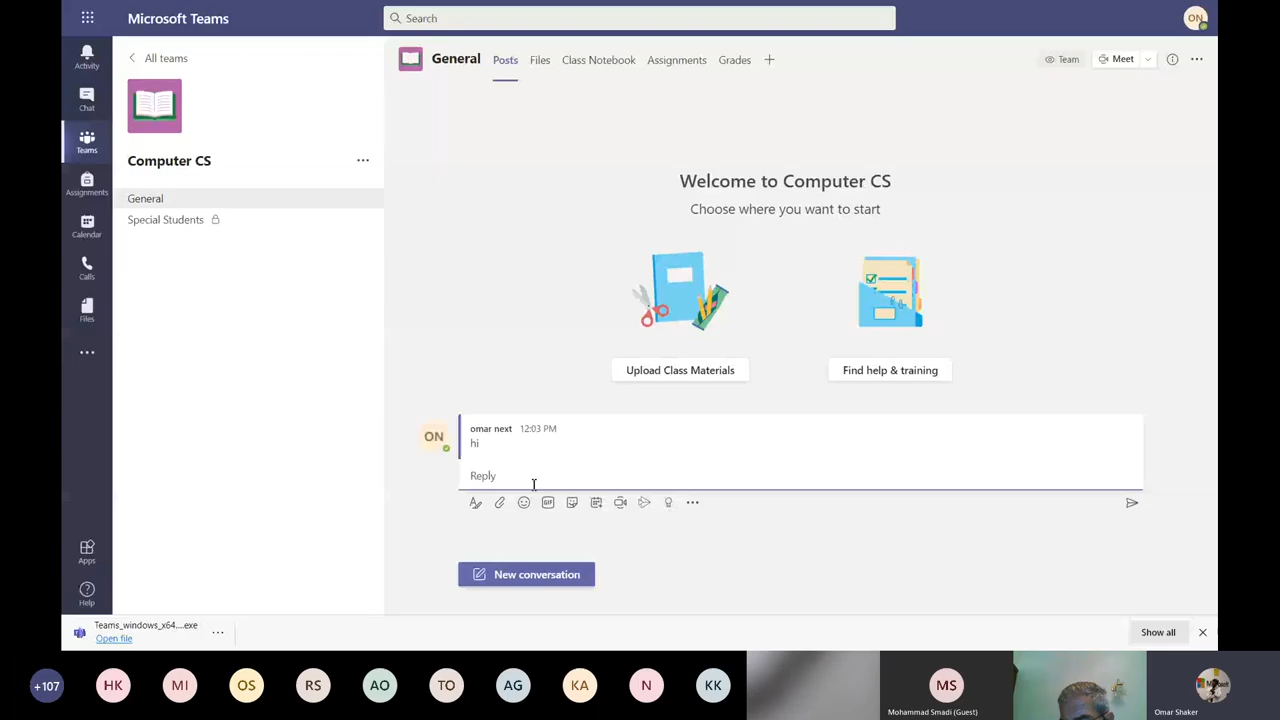 Microsoft Teams
Search
ON
Activity
Chat
Teams
Assignments
Calendar
Calls
Files
Apps
Help
All teams
Computer CS
General
Special Students
General
Posts
Files
Class Notebook
Assignments
Grades
Team
Meet
Welcome to Computer CS
Choose where you want to start
Upload Class Materials
Find help & training
ON
omar next 12:03 PM
hi
Reply
GIF
New conversation
Teams_windows_x64....exe
Open file
Show all
+107
HK
MI
OS
RS
AO
TO
AG
KA
N
KK
MS
Mohammad Smadi (Guest)
Omar Shaker